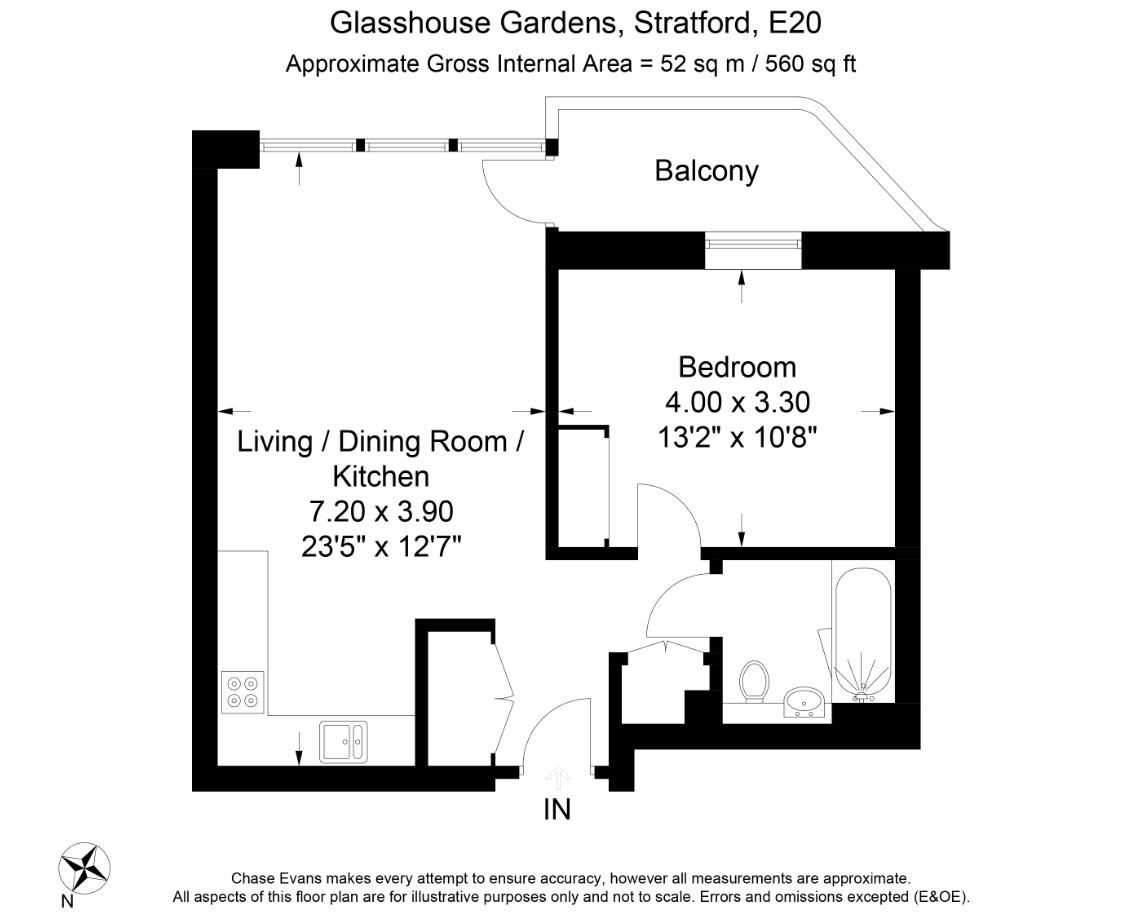 Glasshouse Gardens, Stratford, E20
Approximate Gross Internal Area = 52 sq m / 560 sq ft
Balcony
Bedroom
4.00 x 3.30
13'2" x 10'8"
Living / Dining Room /
Kitchen
7.20 x 3.90
23'5" x 12'7"
IN
N
Chase Evans makes every attempt to ensure accuracy, however all measurements are approximate.
All aspects of this floor plan are for illustrative purposes only and not to scale. Errors and omissions excepted (E&OE).